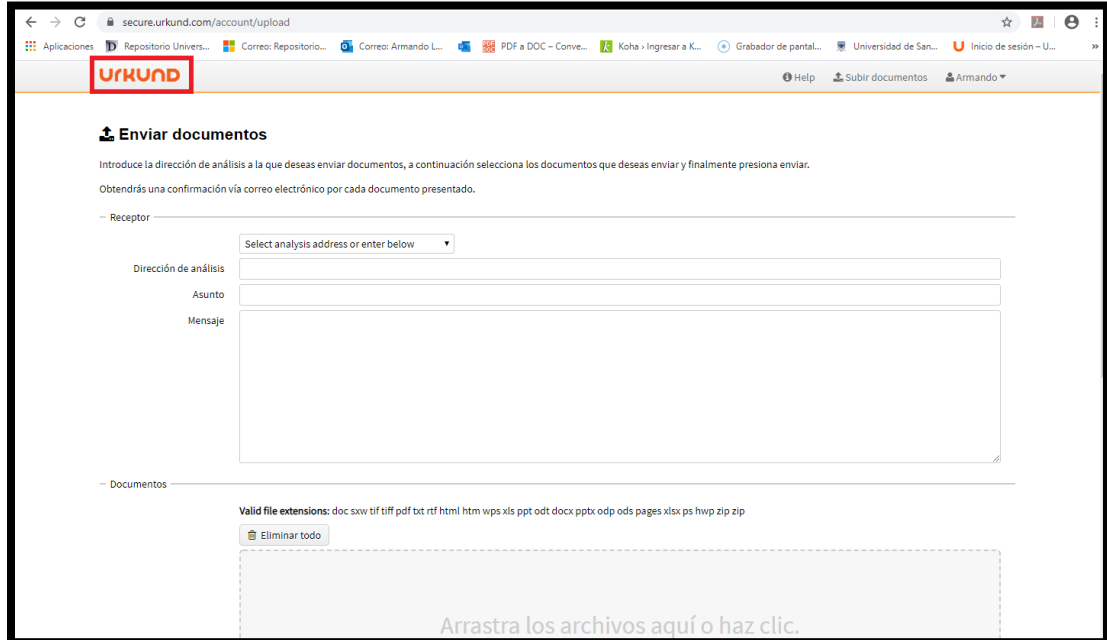 secure.urkund.com/account/upload
Aplicaciones Repositorio Univers... Correo: Repositorio... Correo: Armando L... PDF a DOC – Conve... Koha › Ingresar a K... Grabador de pantal... Universidad de San... Inicio de sesión – U... »
URKUND Help Subir documentos Armando
Enviar documentos
Introduce la dirección de análisis a la que deseas enviar documentos, a continuación selecciona los documentos que deseas enviar y finalmente presiona enviar.
Obtendrás una confirmación vía correo electrónico por cada documento presentado.
Receptor
Select analysis address or enter below
Dirección de análisis
Asunto
Mensaje
Documentos
Valid file extensions: doc sxw tif tiff pdf txt rtf html htm wps xls ppt odt docx pptx odp ods pages xlsx ps hwp zip zip
Eliminar todo
Arrastra los archivos aquí o haz clic.